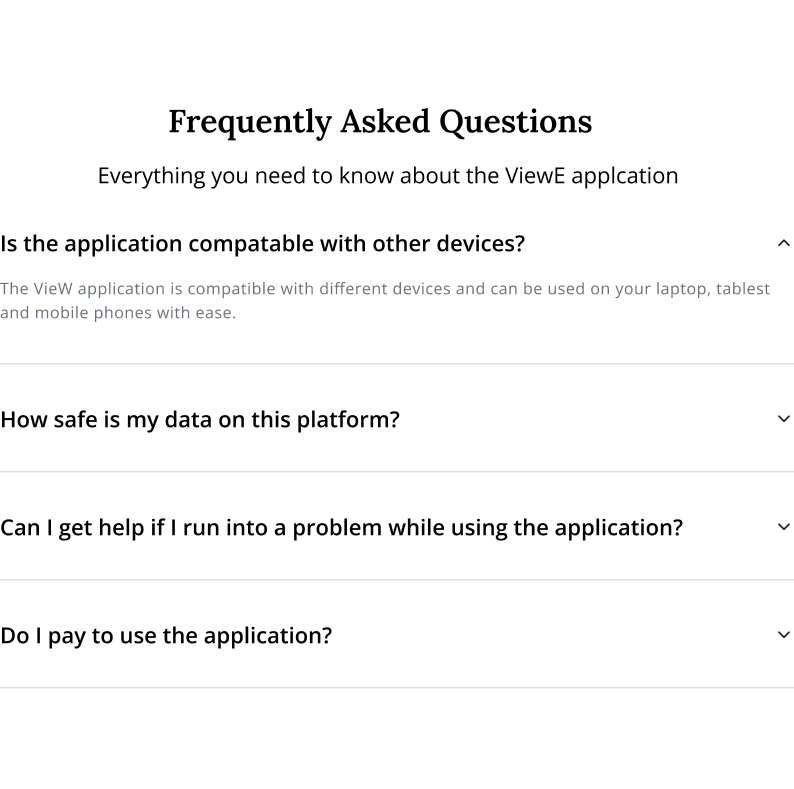 Frequently Asked Questions
Everything you need to know about the ViewE applcation
Is the application compatable with other devices?
The VieW application is compatible with different devices and can be used on your laptop, tablest
and mobile phones with ease.
How safe is my data on this platform?
Can I get help if I run into a problem while using the application?
Do I pay to use the application?